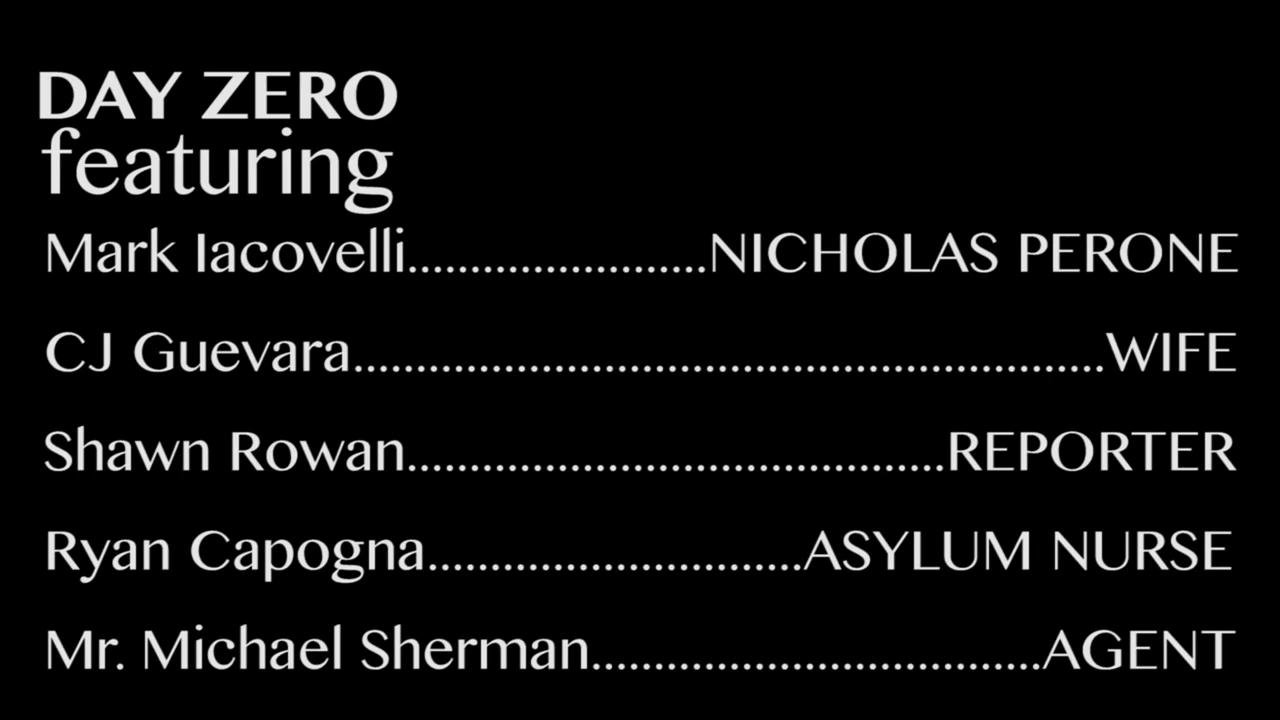 DAY ZERO
featuring
Mark Iacovelli........................NICHOLAS PERONE
CJ Guevara............................................................WIFE
Shawn Rowan...........................................REPORTER
Ryan Capogna..............................ASYLUM NURSE
Mr. Michael Sherman....................................AGENT